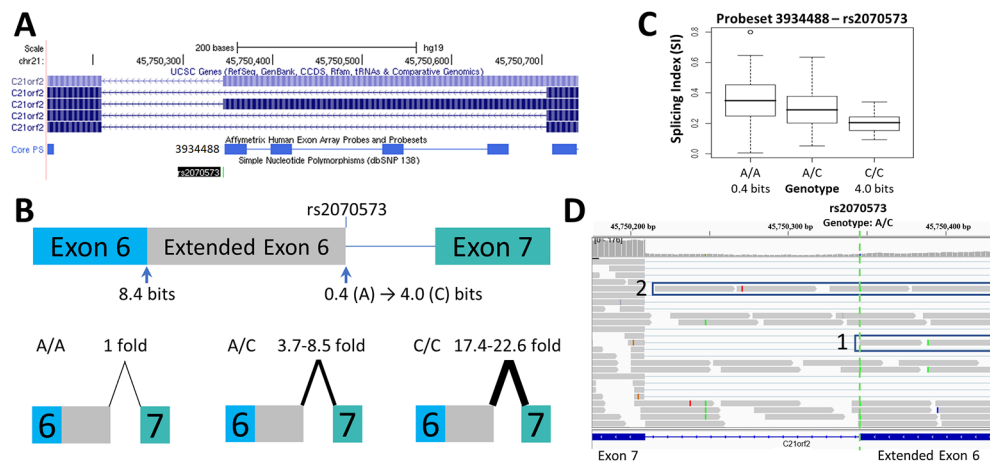 A
Scale
200 bases
hg19
chr21:
45,750,300
45,750,400
45,750,500
45,750,600
45,750,700
UCSC Genes (RefSeq, GenBank, CCDS, Rfam, tRNAs & Comparative Genomics)
C21orf2
C21orf2
C21orf2
C21orf2
C21orf2
Affymetrix Human Exon Array Probes and Probesets
Core PS
3934488
Simple Nucleotide Polymorphisms (dbSNP 138)
rs2070573
B
rs2070573
Exon 6
Extended Exon 6
Exon 7
8.4 bits
0.4 (A) → 4.0 (C) bits
A/A
1 fold
A/C
3.7-8.5 fold
C/C
17.4-22.6 fold
6
7
6
7
6
7
C
Probeset 3934488 – rs2070573
Splicing Index (SI)
0.8
0.6
0.4
0.2
0.0
A/A
A/C
C/C
0.4 bits
Genotype
4.0 bits
D
rs2070573
Genotype: A/C
45,750,200 bp
45,750,300 bp
45,750,400 bp
2
1
C21orf2
Exon 7
Extended Exon 6